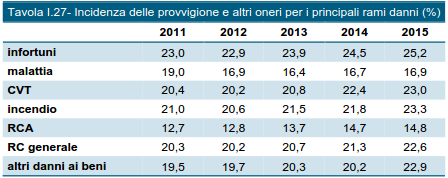 Tavola I.27- Incidenza delle provvigione e altri oneri per i principali rami danni (%)
2011 2012 2013 2014 2015
infortuni 23,0 22,9 23,9 24,5 25,2
malattia 19,0 16,9 16,4 16,7 16,9
CVT 20,4 20,2 20,8 22,4 23,0
incendio 21,0 20,6 21,5 21,8 23,3
RCA 12,7 12,8 13,7 14,7 14,8
RC generale 20,3 20,2 20,7 21,3 22,6
altri danni ai beni 19,5 19,7 20,3 20,2 22,9